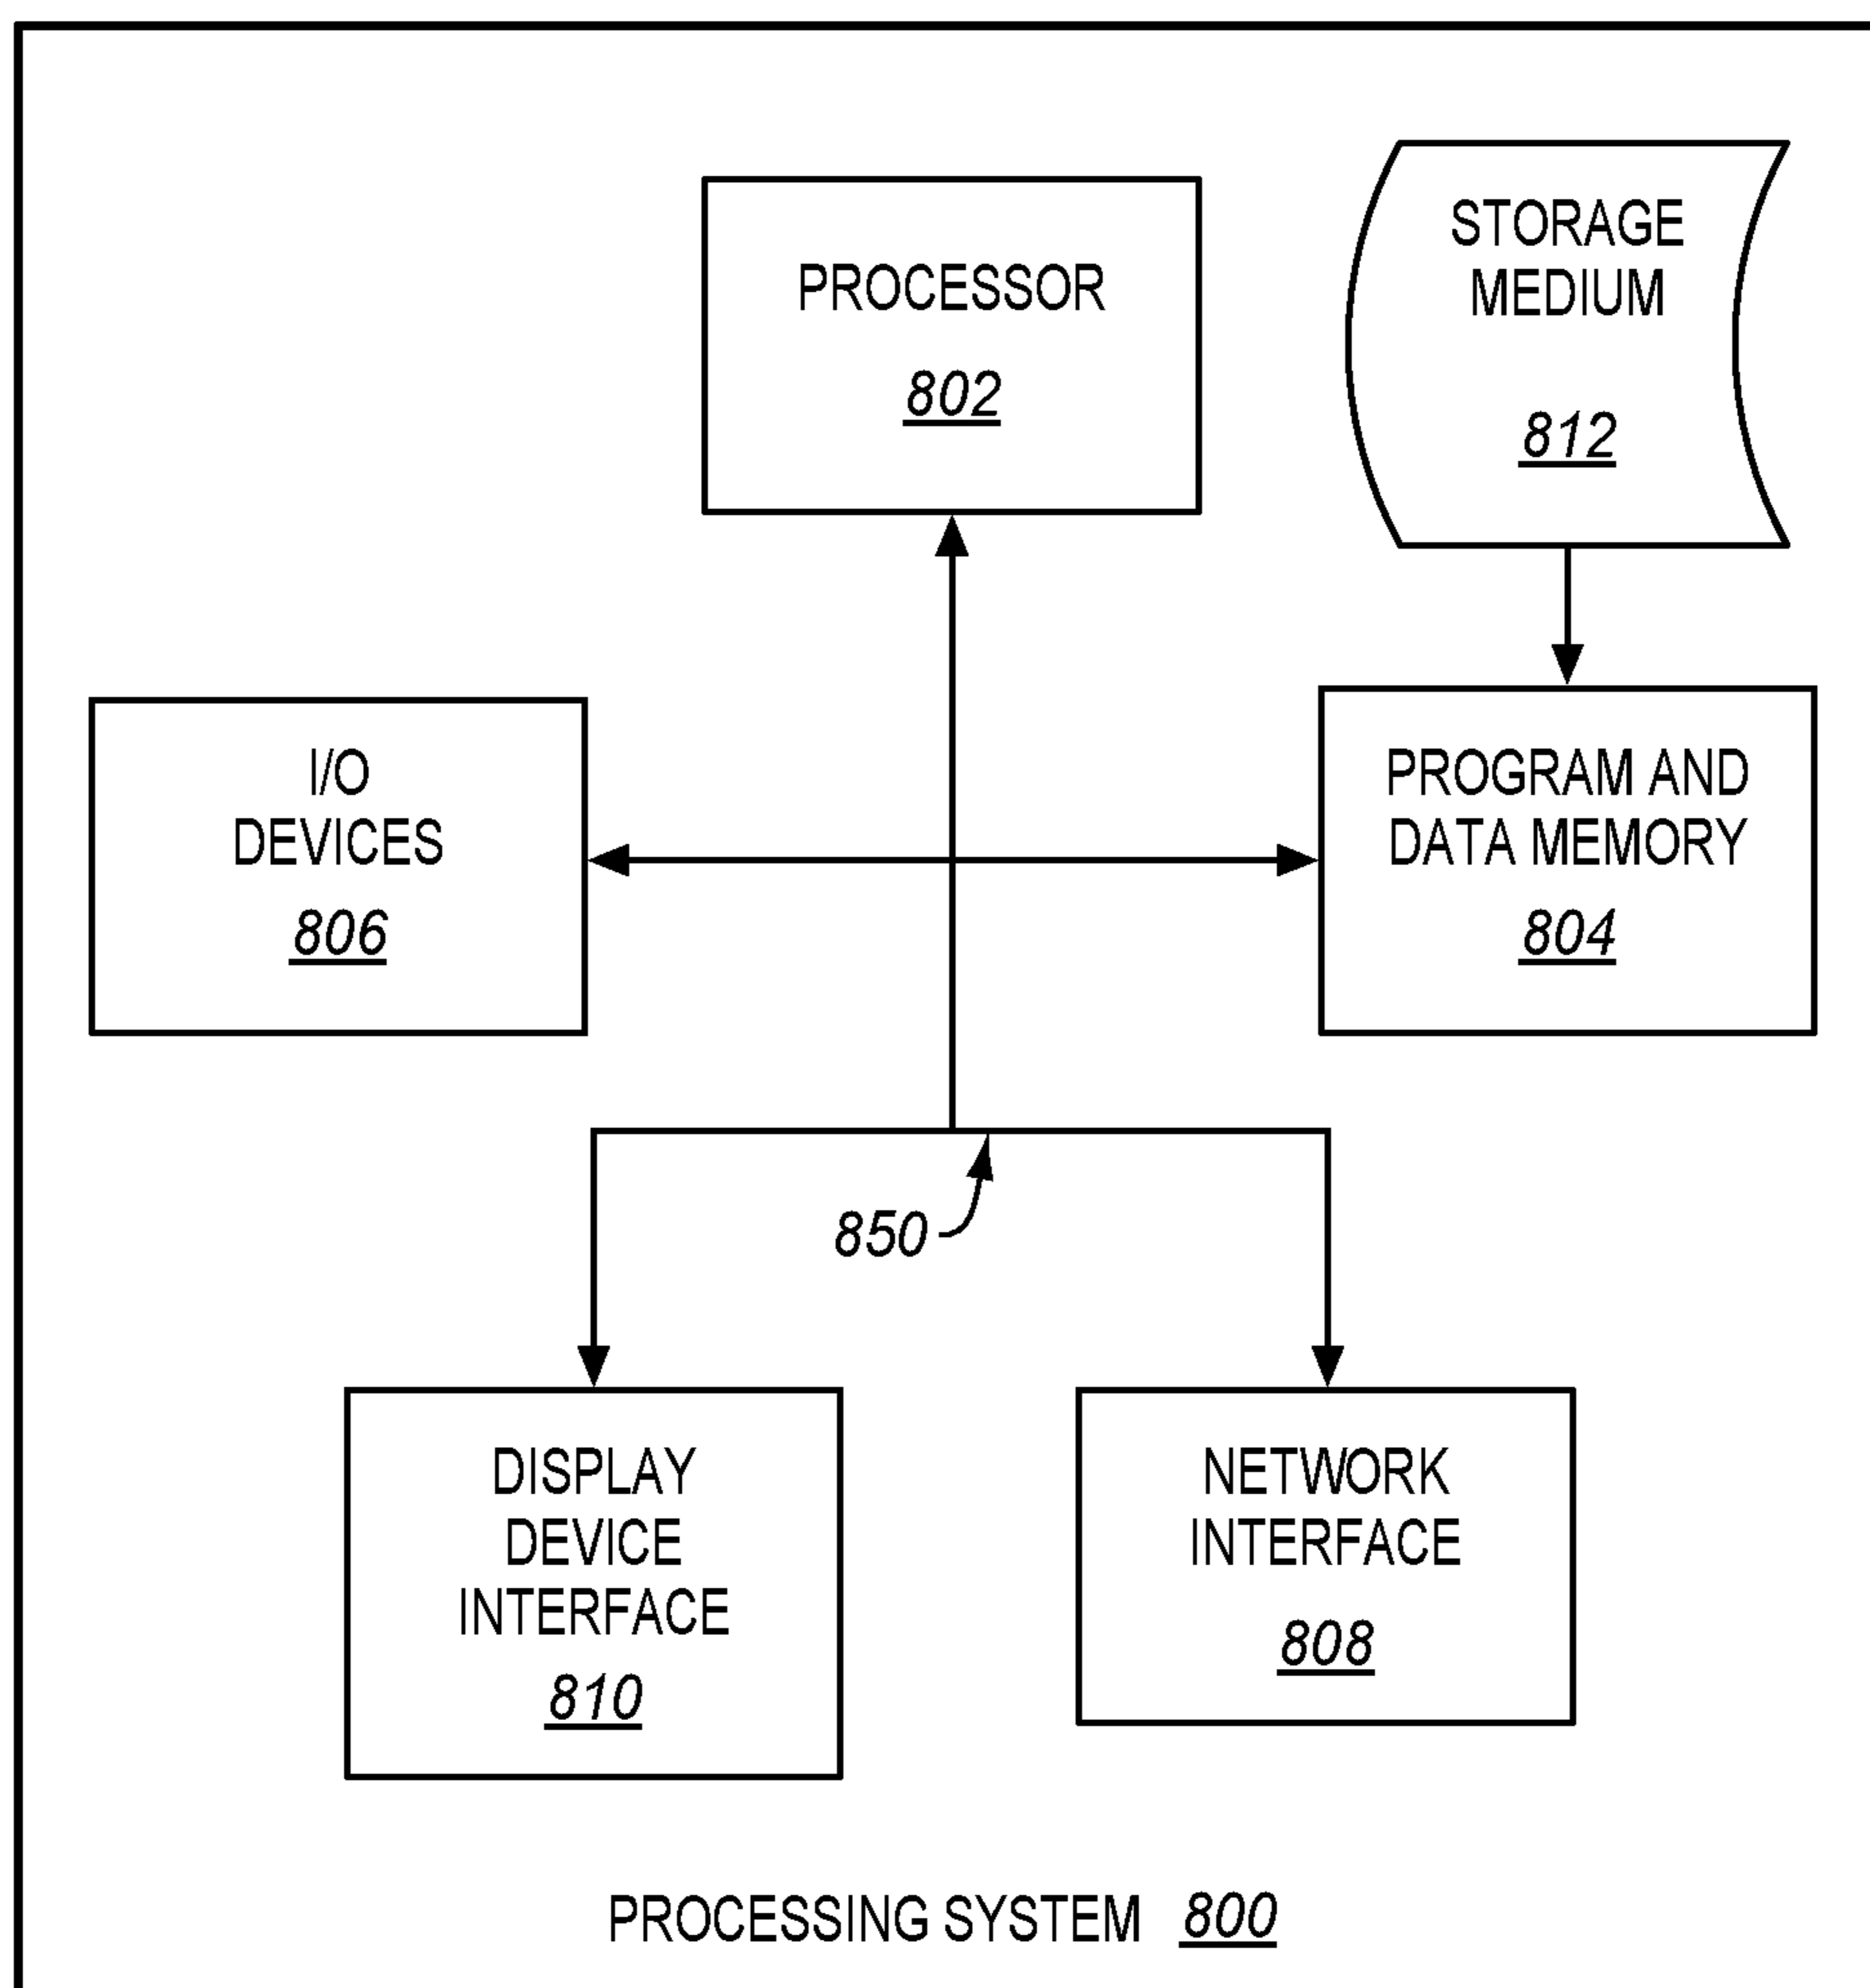 PROCESSOR
802
STORAGE
MEDIUM
812
I/O
DEVICES
806
PROGRAM AND
DATA MEMORY
804
850
DISPLAY
DEVICE
INTERFACE
810
NETWORK
INTERFACE
808
PROCESSING SYSTEM 800